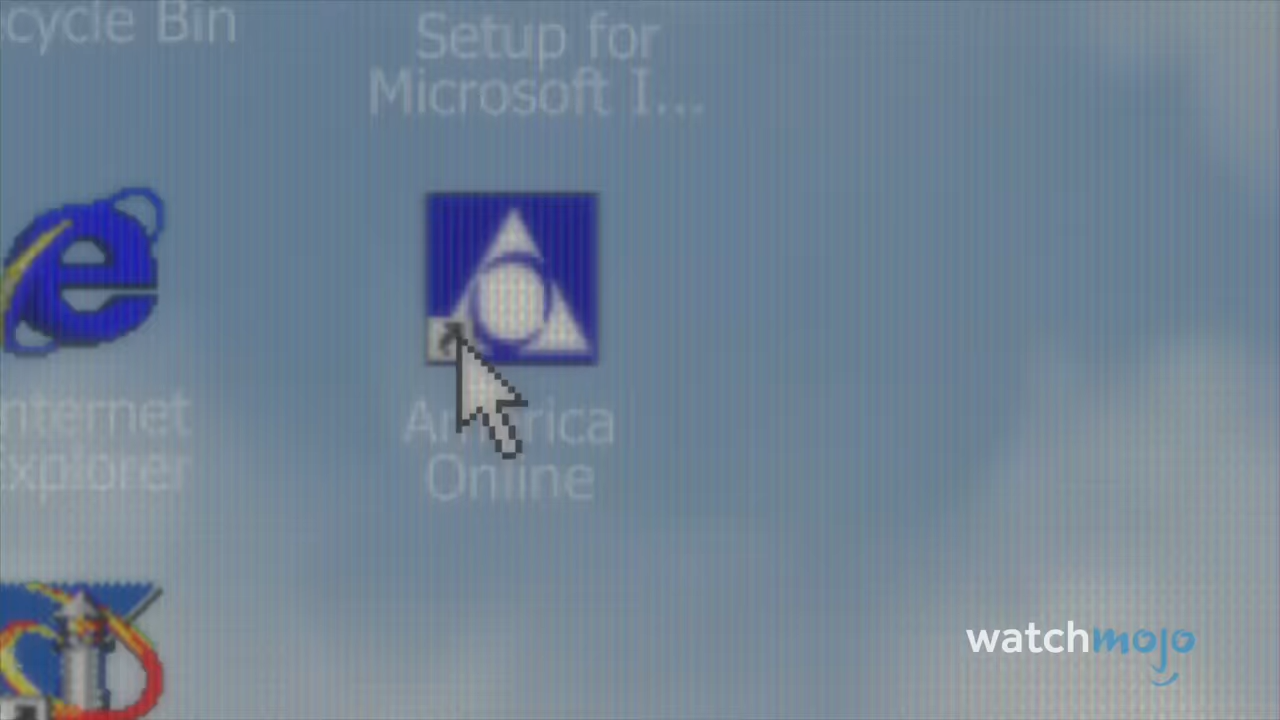 cycle Bin
Setup for
Microsoft I...
nternet
xplorer
America
Online
watchmojo